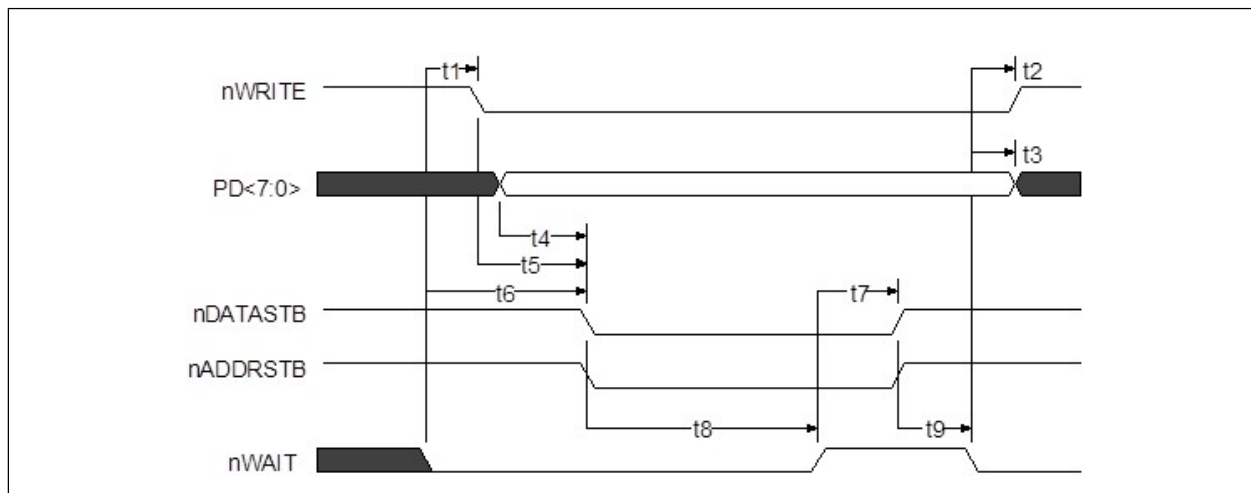 t1
t2
nWRITE
t3
PD<7:0>
t4
t5
t6
t7
nDATASTB
nADDRSTB
t8
t9
nWAIT